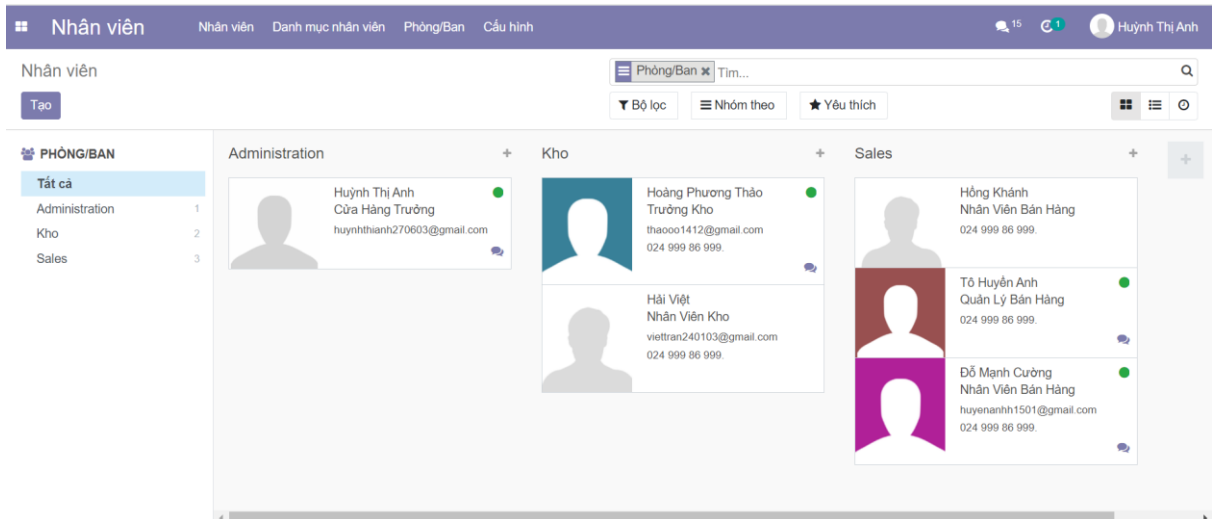 Nhân viên Nhân viên Danh mục nhân viên Phòng/Ban Cấu hình 15 1 Huỳnh Thị Anh
Nhân viên
Phòng/Ban Tìm...
Tạo
Bộ lọc Nhóm theo Yêu thích
PHÒNG/BAN
Tất cả
Administration 1
Kho 2
Sales 3
Administration
Huỳnh Thị Anh
Cửa Hàng Trưởng
huynhthianh270603@gmail.com
Kho
Hoàng Phương Thảo
Trưởng Kho
thaooo1412@gmail.com
024 999 86 999.
Hải Việt
Nhân Viên Kho
viettran240103@gmail.com
024 999 86 999.
Sales
Hồng Khánh
Nhân Viên Bán Hàng
024 999 86 999.
Tô Huyền Anh
Quản Lý Bán Hàng
024 999 86 999.
Đỗ Mạnh Cường
Nhân Viên Bán Hàng
huyenanhh1501@gmail.com
024 999 86 999.